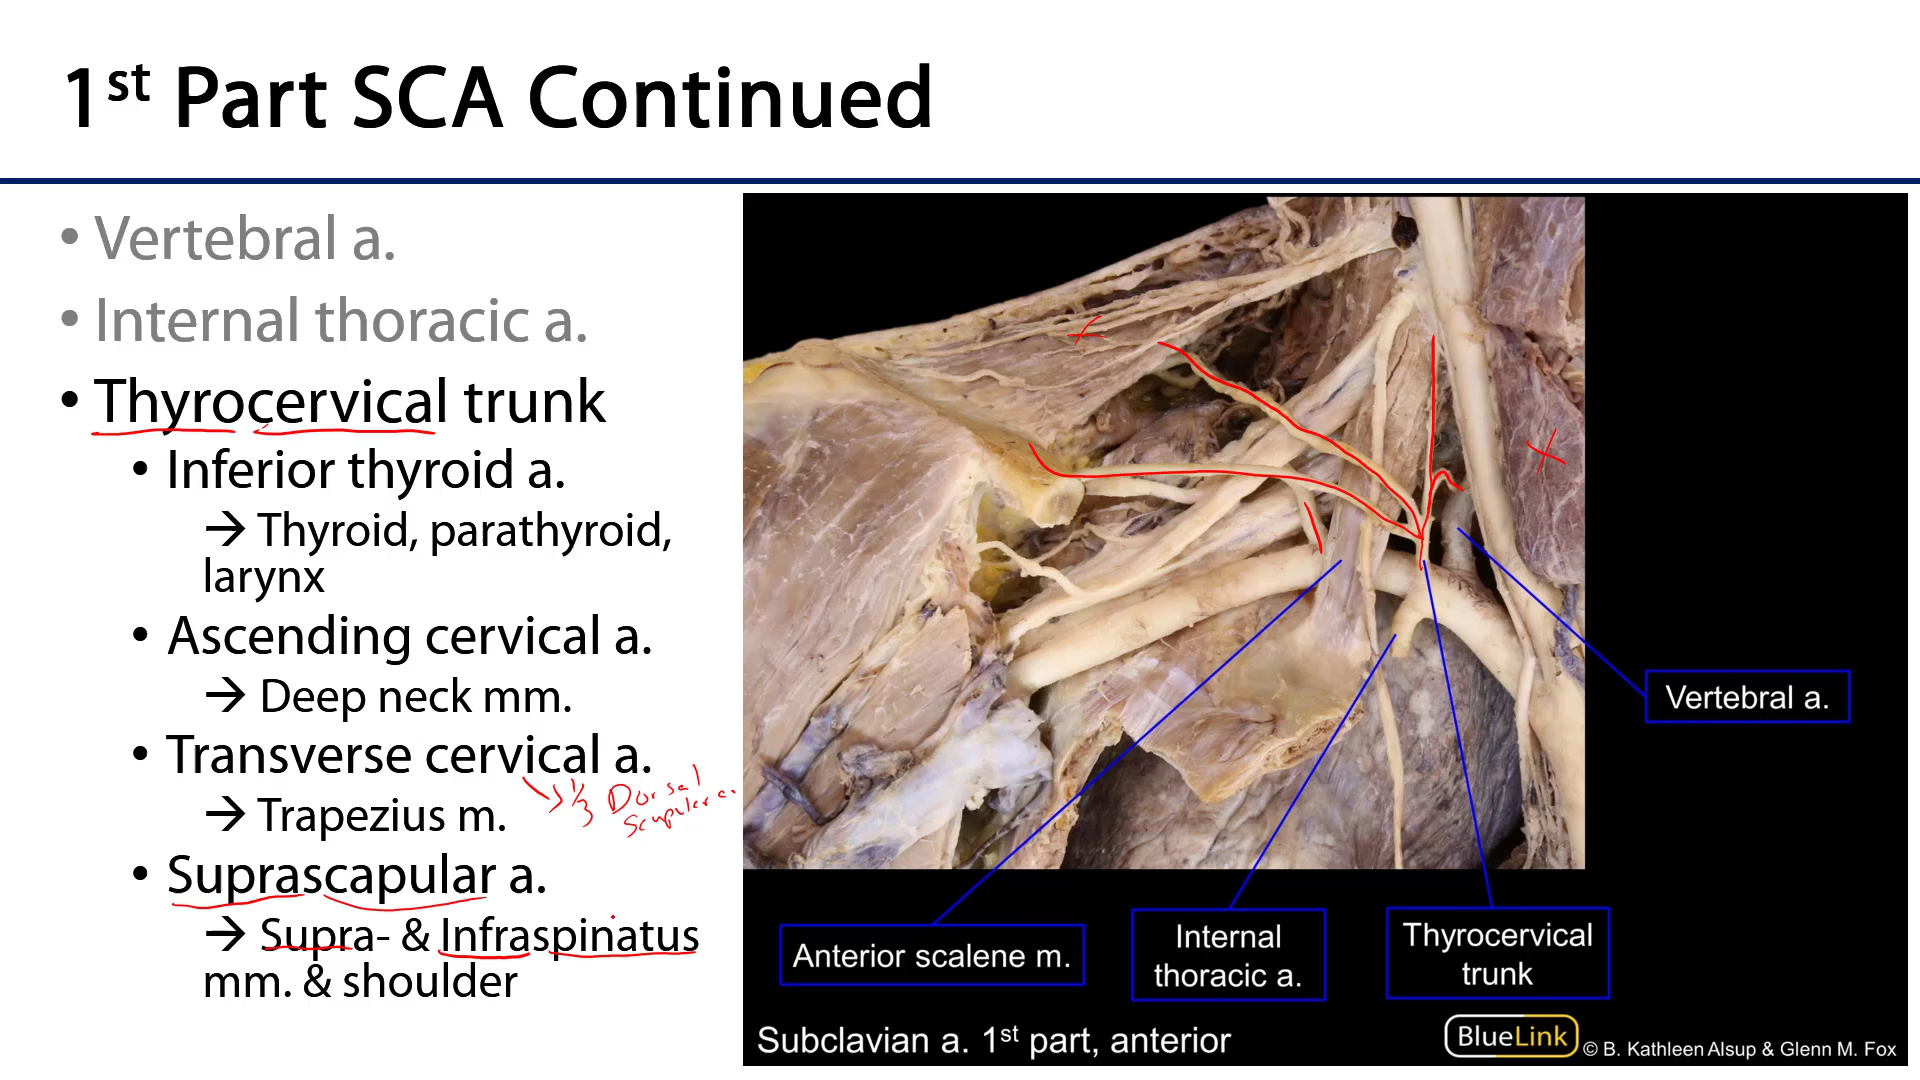 1st Part SCA Continued
• Vertebral a.
• Internal thoracic a.
• Thyrocervical trunk
• Inferior thyroid a.
→ Thyroid, parathyroid,
larynx
• Ascending cervical a.
→ Deep neck mm.
• Transverse cervical a.
→ Trapezius m.
1/3 Dorsal
Scapular a.
• Suprascapular a.
→ Supra- & Infraspinatus
mm. & shoulder
Vertebral a.
Anterior scalene m.
Internal
thoracic a.
Thyrocervical
trunk
Subclavian a. 1st part, anterior
BlueLink
© B. Kathleen Alsup & Glenn M. Fox